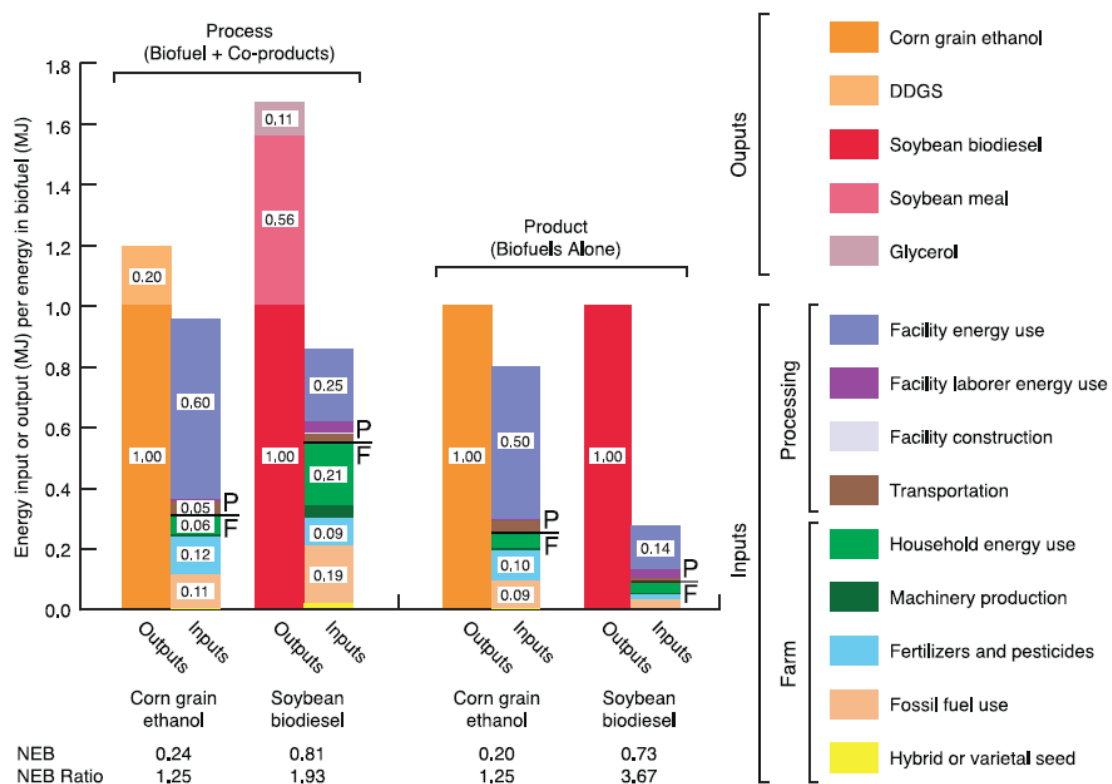 Process
(Biofuel + Co-products)
Product
(Biofuels Alone)
Energy input or output (MJ) per energy in biofuel (MJ)
1.8
1.6
1.4
1.2
1.0
0.8
0.6
0.4
0.2
0.0
0.20
1,00
0,60
0,05
0,06
0,12
0,11
P
F
0,11
0,56
1,00
0,25
0,21
0,09
0,19
P
F
1,00
0,50
0,10
0,09
P
F
1,00
0,14
P
F
Outputs
Inputs
Outputs
Inputs
Outputs
Inputs
Outputs
Inputs
Corn grain
ethanol
Soybean
biodiesel
Corn grain
ethanol
Soybean
biodiesel
NEB 0.24 0.81 0.20 0.73
NEB Ratio 1.25 1.93 1.25 3.67
Ouputs
Corn grain ethanol
DDGS
Soybean biodiesel
Soybean meal
Glycerol
Inputs
Processing
Facility energy use
Facility laborer energy use
Facility construction
Transportation
Farm
Household energy use
Machinery production
Fertilizers and pesticides
Fossil fuel use
Hybrid or varietal seed